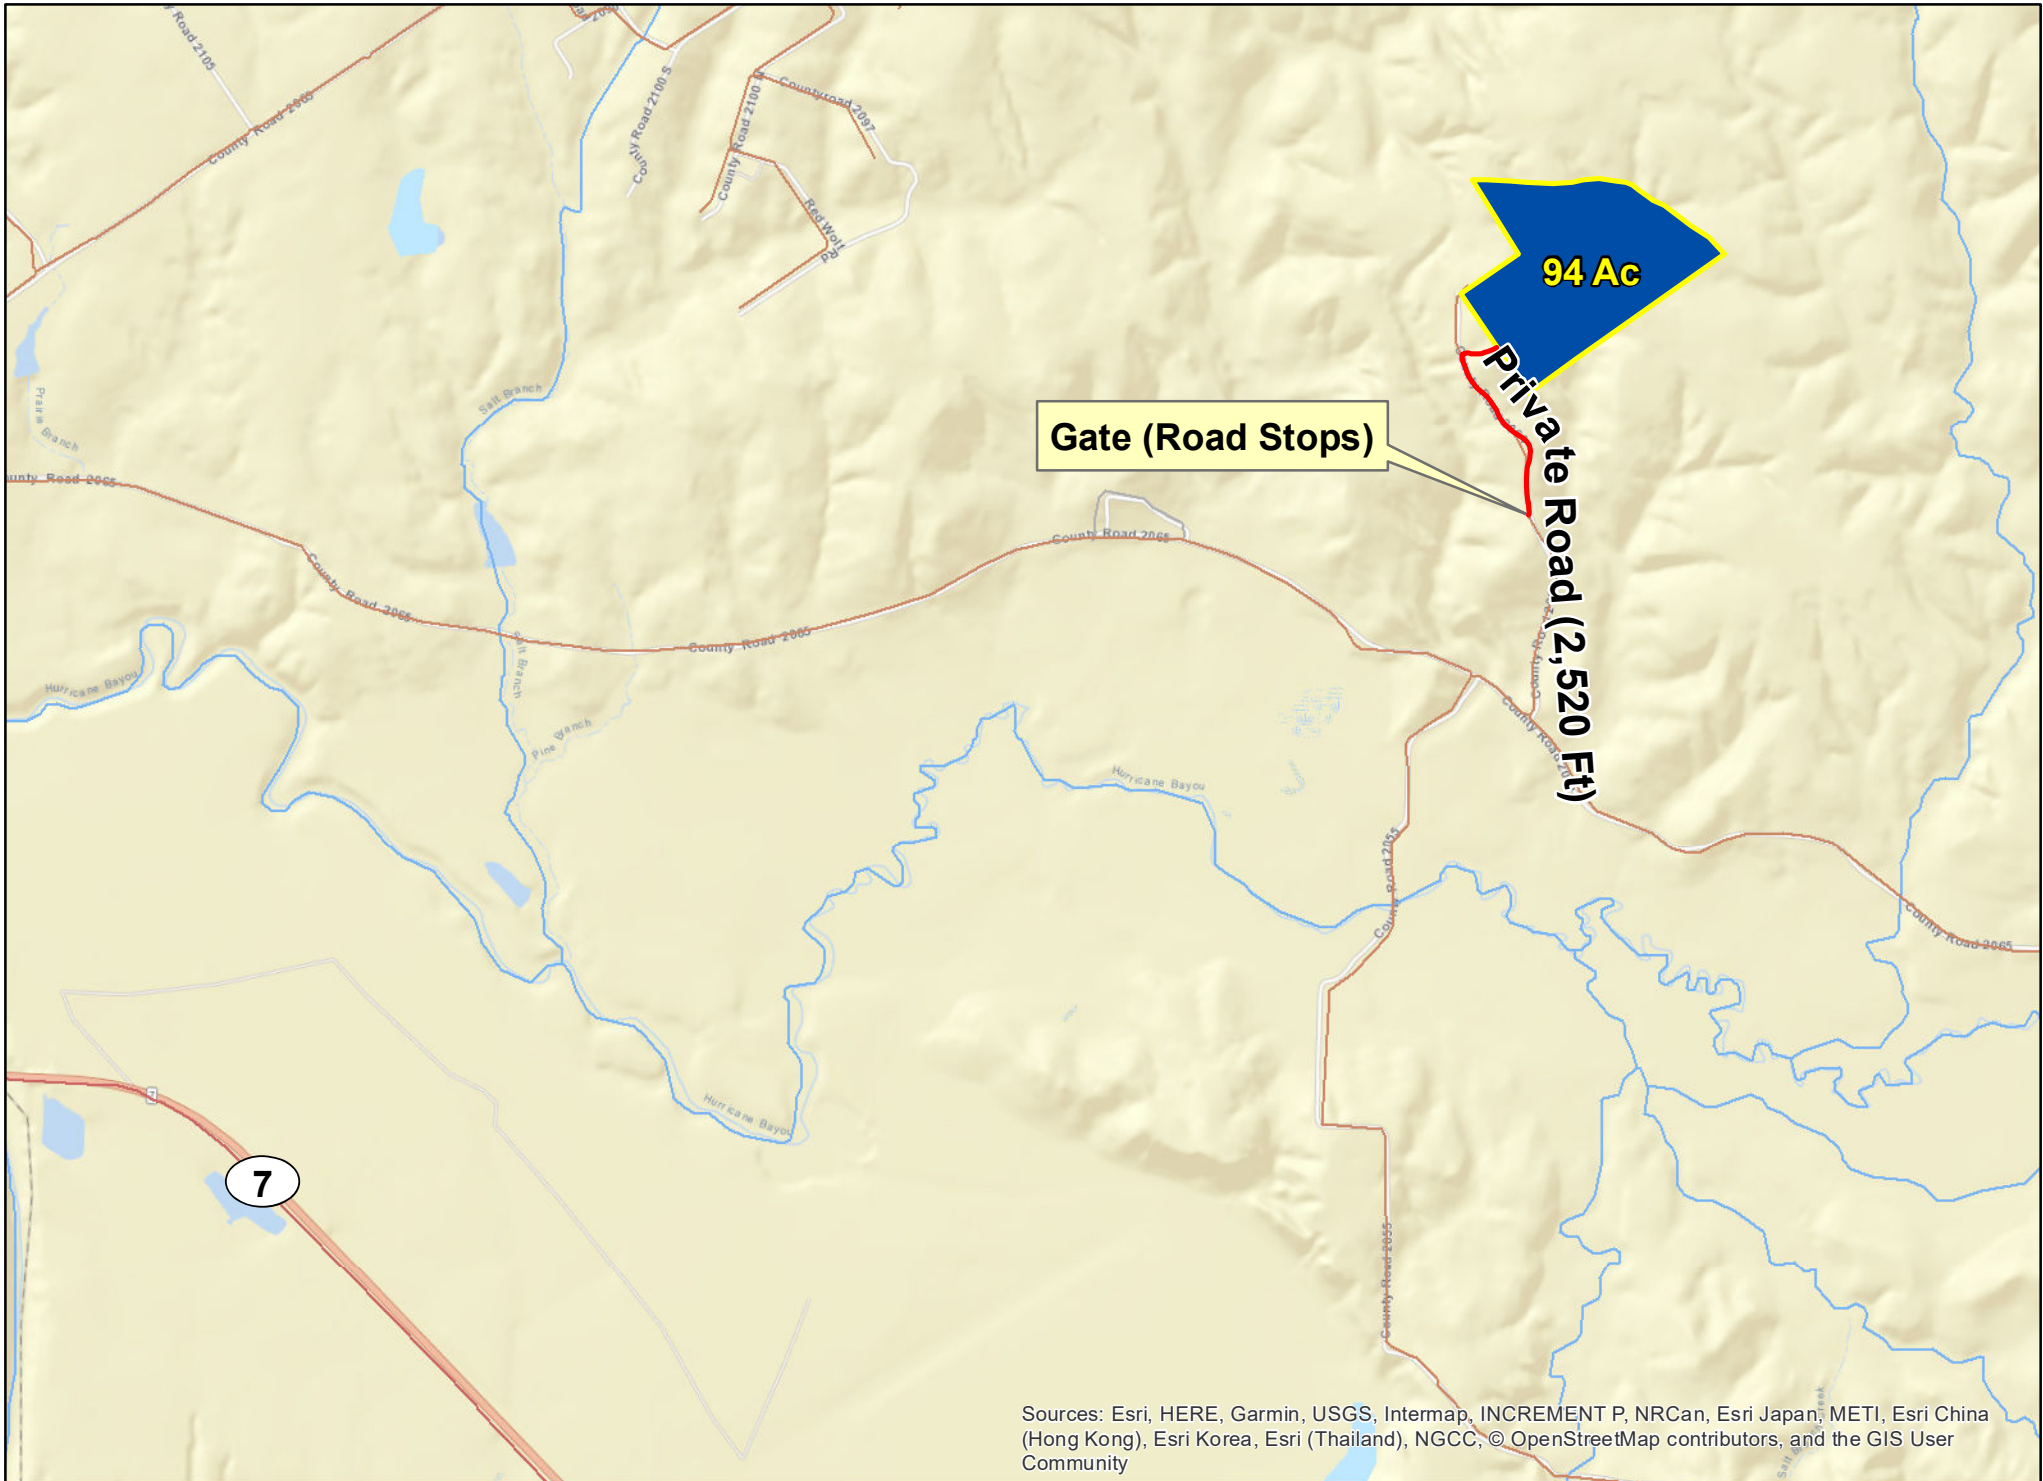 y Road 2105
County Road 2065
County Road 2100 S
County Road 2100 N
Countyroad 2097
Red Wolf Rd
94 Ac
Private Road (2,520 Ft)
Gate (Road Stops)
Salt Branch
Prairie Branch
unty Road 2065
County Road 2065
County Road 2065
County Road 2065
Salt Branch
Hurricane Bayou
Pine Branch
Hurricane Bayou
County Road 2055
County Road 2065
Hurricane Bayou
7
7
County Road 2055
Sources: Esri, HERE, Garmin, USGS, Intermap, INCREMENT P, NRCan, Esri Japan, METI, Esri China
(Hong Kong), Esri Korea, Esri (Thailand), NGCC, © OpenStreetMap contributors, and the GIS User
Community